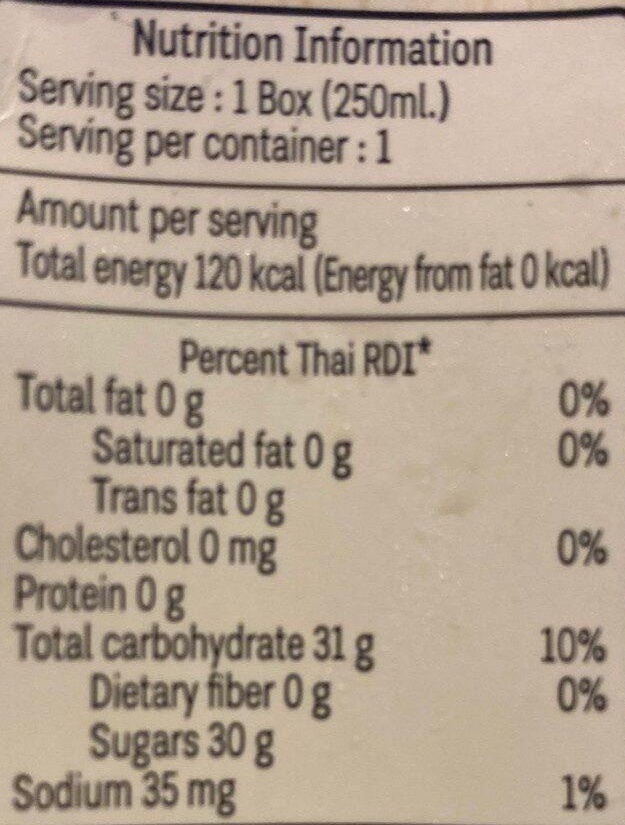 Nutrition Information
Serving size : 1 Box (250ml.)
Serving per container : 1
Amount per serving
Total energy 120 kcal (Energy from fat 0 kcal)
Percent Thai RDI*
Total fat 0 g 0%
Saturated fat 0 g 0%
Trans fat 0 g
Cholesterol 0 mg 0%
Protein 0 g
Total carbohydrate 31 g 10%
Dietary fiber 0 g 0%
Sugars 30 g
Sodium 35 mg 1%